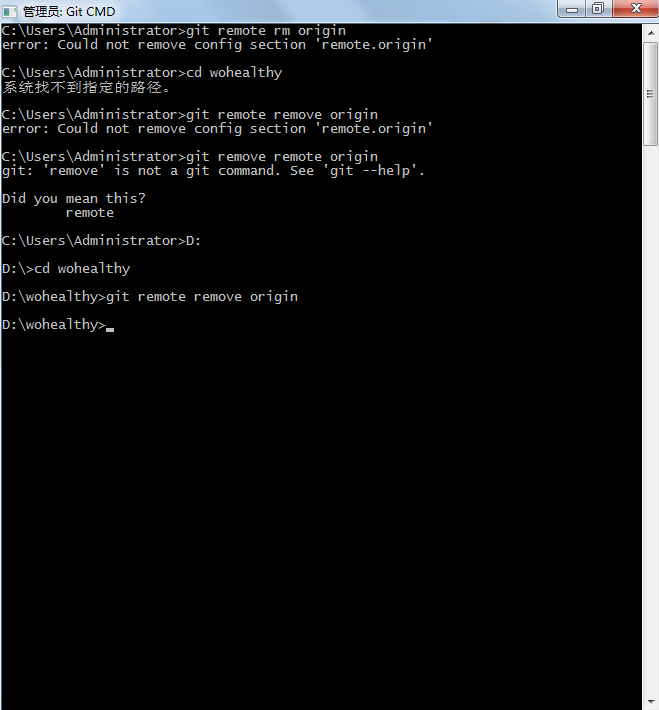 管理员: Git CMD
C:\Users\Administrator>git remote rm origin
error: Could not remove config section 'remote.origin'
C:\Users\Administrator>cd wohealthy
系统找不到指定的路径。
C:\Users\Administrator>git remote remove origin
error: Could not remove config section 'remote.origin'
C:\Users\Administrator>git remove remote origin
git: 'remove' is not a git command. See 'git --help'.
Did you mean this?
remote
C:\Users\Administrator>D:
D:\>cd wohealthy
D:\wohealthy>git remote remove origin
D:\wohealthy>